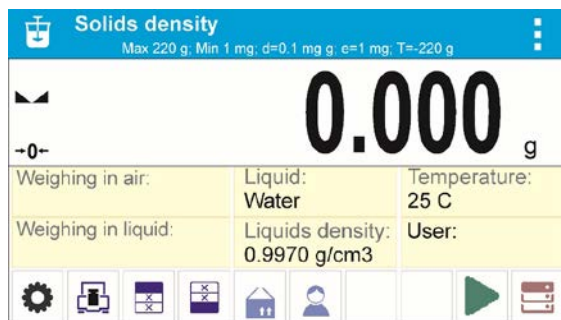 Solids density
Max 220 g; Min 1 mg; d=0.1 mg g; e=1 mg; T=-220 g
0.000 g
→0←
Weighing in air:
Liquid:
Water
Temperature:
25 C
Weighing in liquid:
Liquids density:
0.9970 g/cm3
User: